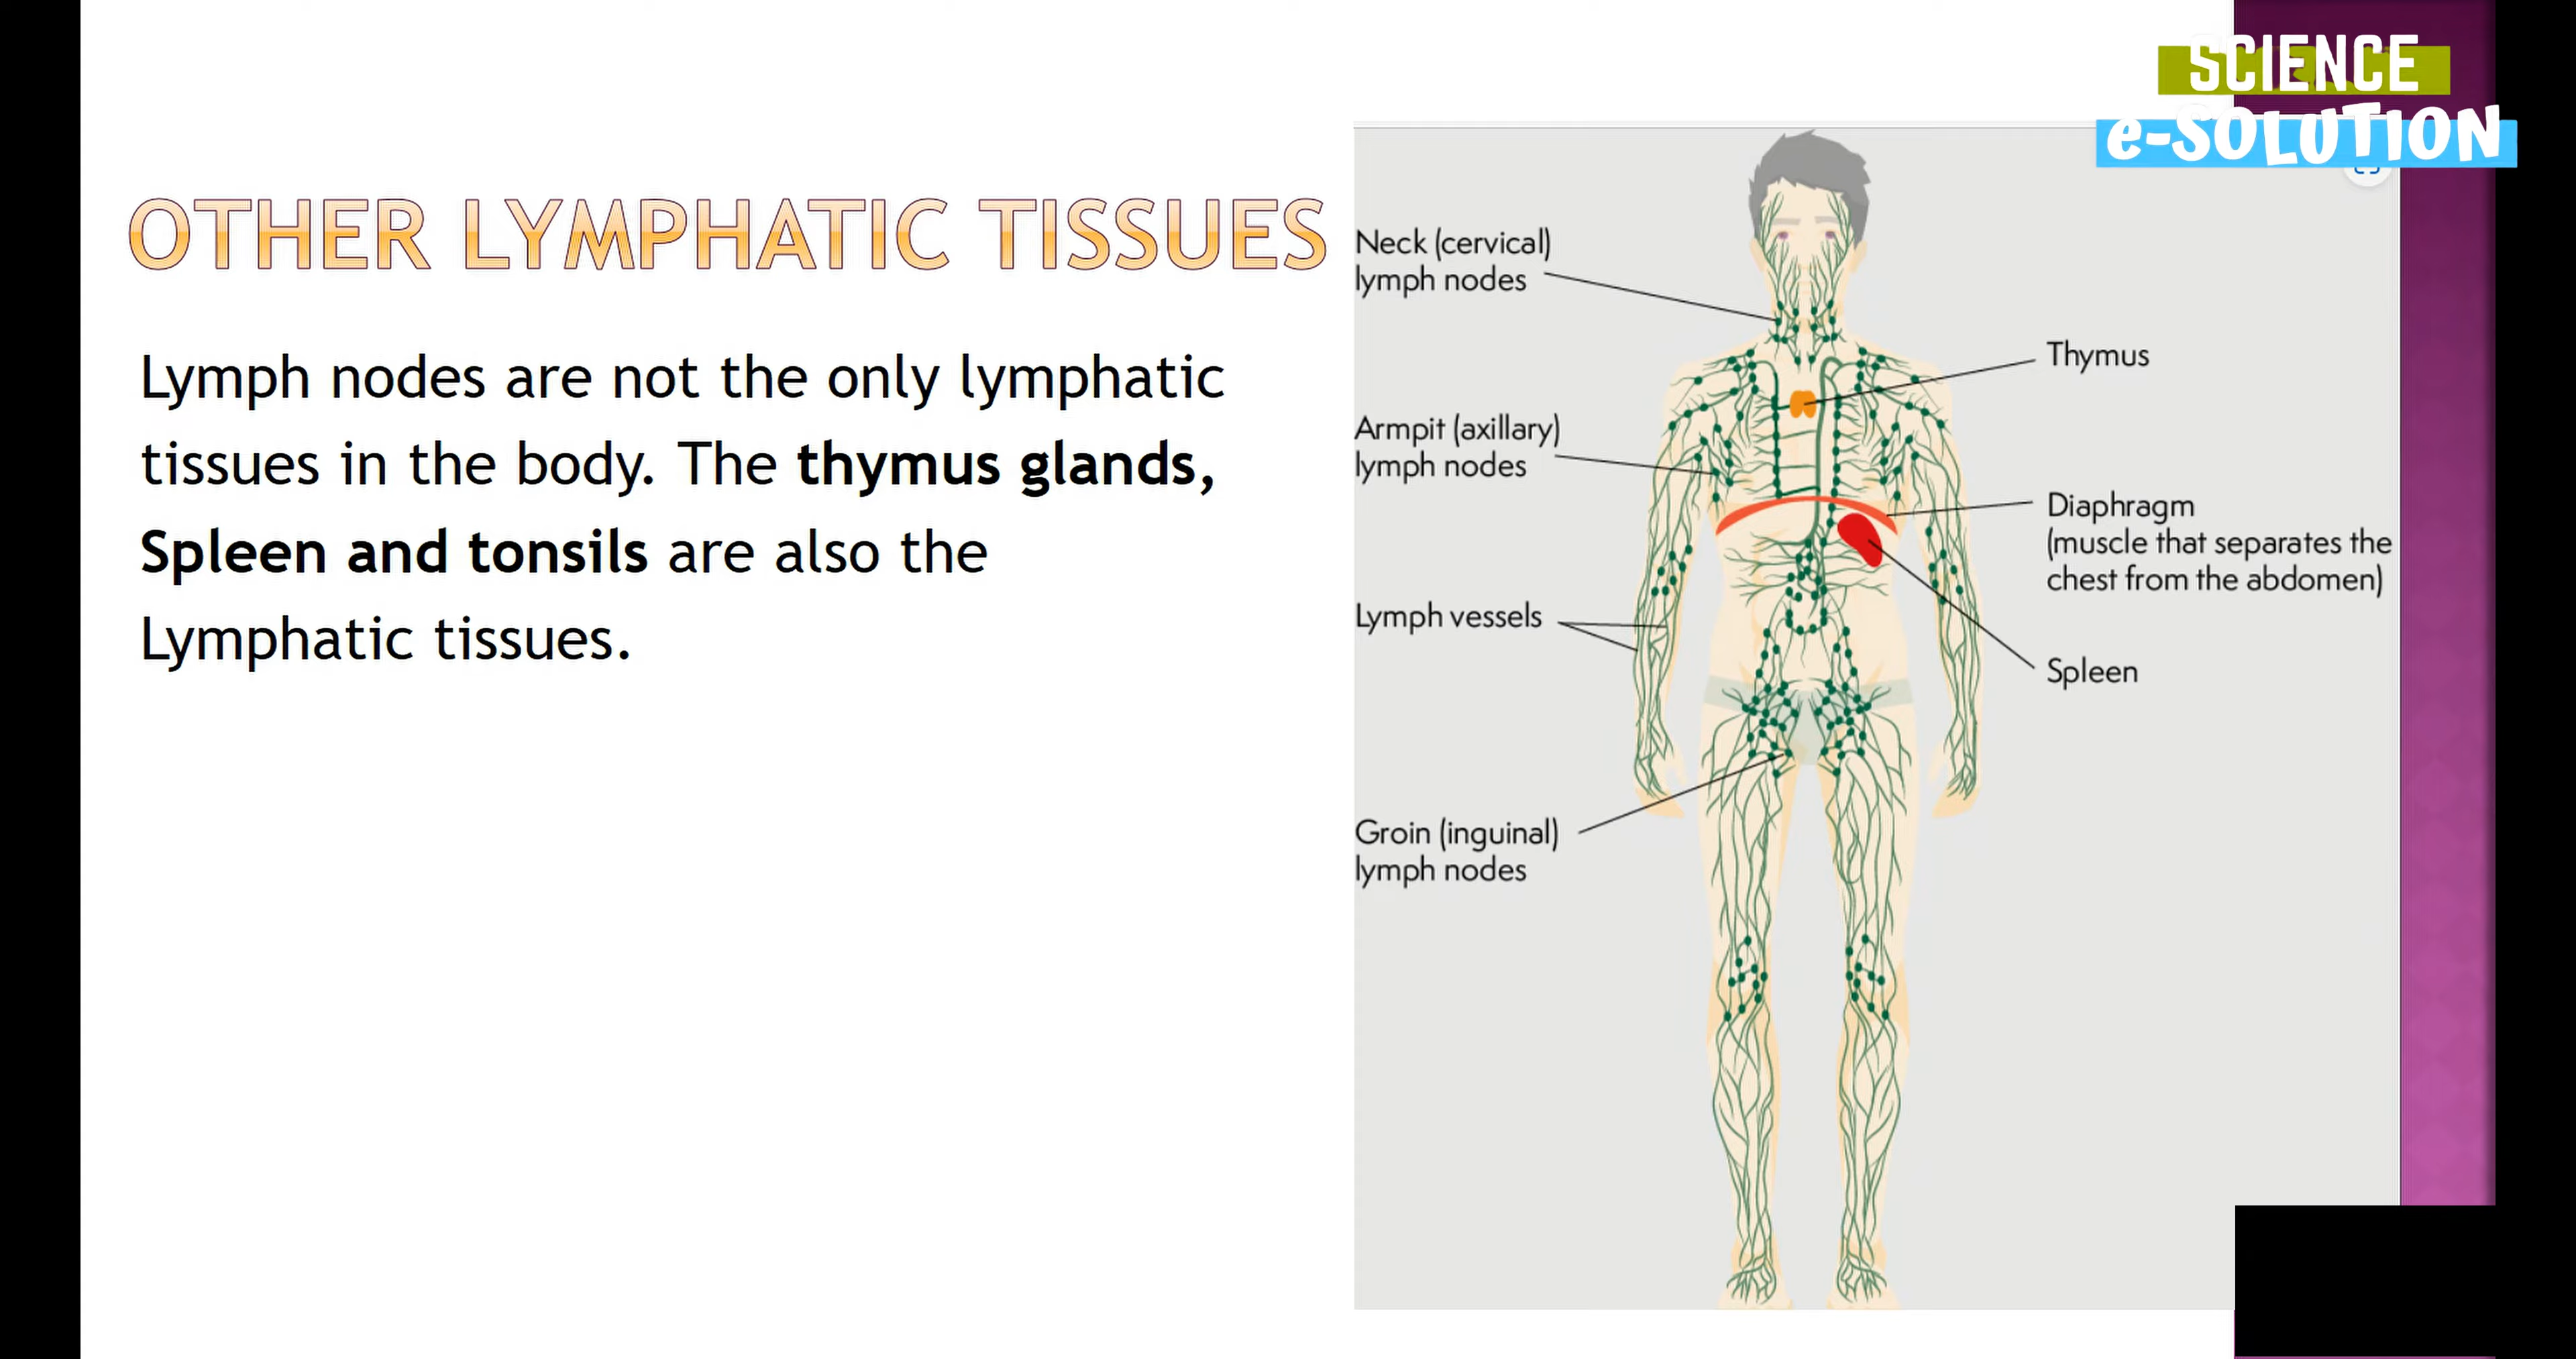 SCIENCE
e-SOLUTION
OTHER LYMPHATIC TISSUES
Lymph nodes are not the only lymphatic
tissues in the body. The thymus glands,
Spleen and tonsils are also the
Lymphatic tissues.
Neck (cervical)
lymph nodes
Armpit (axillary)
lymph nodes
Lymph vessels
Groin (inguinal)
lymph nodes
Thymus
Diaphragm
(muscle that separates the
chest from the abdomen)
Spleen